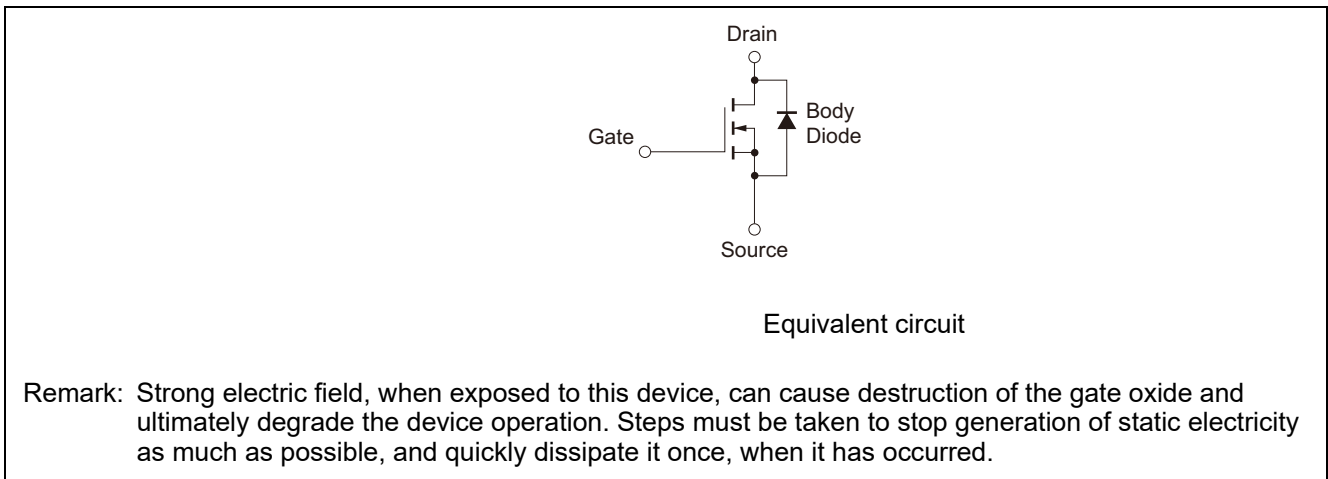 Drain
Body
Diode
Gate
Source
Equivalent circuit
Remark: Strong electric field, when exposed to this device, can cause destruction of the gate oxide and
ultimately degrade the device operation. Steps must be taken to stop generation of static electricity
as much as possible, and quickly dissipate it once, when it has occurred.